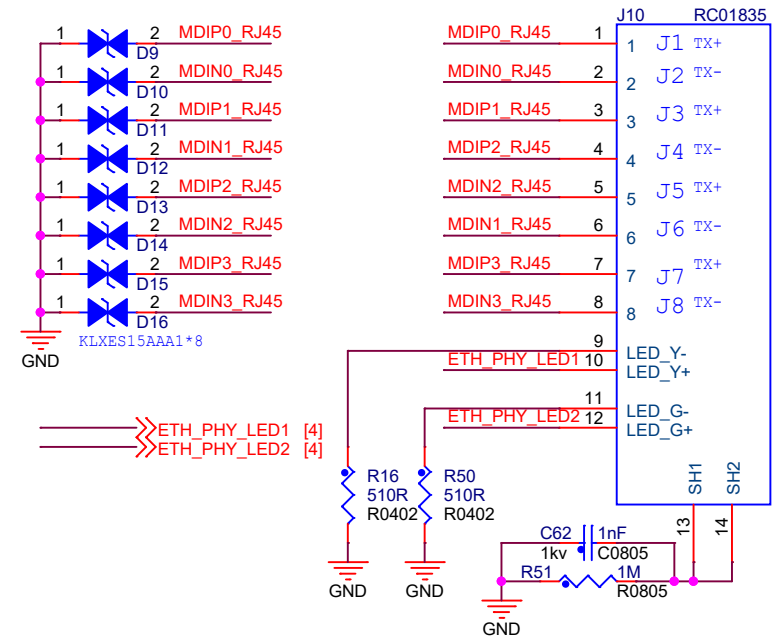 J10 RC01835
1 2 MDIP0_RJ45
D9
1 2 MDIN0_RJ45
D10
1 2 MDIP1_RJ45
D11
1 2 MDIN1_RJ45
D12
1 2 MDIP2_RJ45
D13
1 2 MDIN2_RJ45
D14
1 2 MDIP3_RJ45
D15
1 2 MDIN3_RJ45
D16
KLXES15AAA1*8
GND
MDIP0_RJ45 1 1 J1 TX+
MDIN0_RJ45 2 2 J2 TX-
MDIP1_RJ45 3 3 J3 TX+
MDIP2_RJ45 4 4 J4 TX-
MDIN2_RJ45 5 5 J5 TX+
MDIN1_RJ45 6 6 J6 TX-
MDIP3_RJ45 7 7 J7 TX+
MDIN3_RJ45 8 8 J8 TX-
9 LED_Y-
ETH_PHY_LED1 10 LED_Y+
11 LED_G-
ETH_PHY_LED2 12 LED_G+
ETH_PHY_LED1 [4]
ETH_PHY_LED2 [4]
R16
510R
R0402
GND
R50
510R
R0402
GND
SH1 SH2
13 14
C62 1nF
1kv C0805
R51 1M
R0805
GND